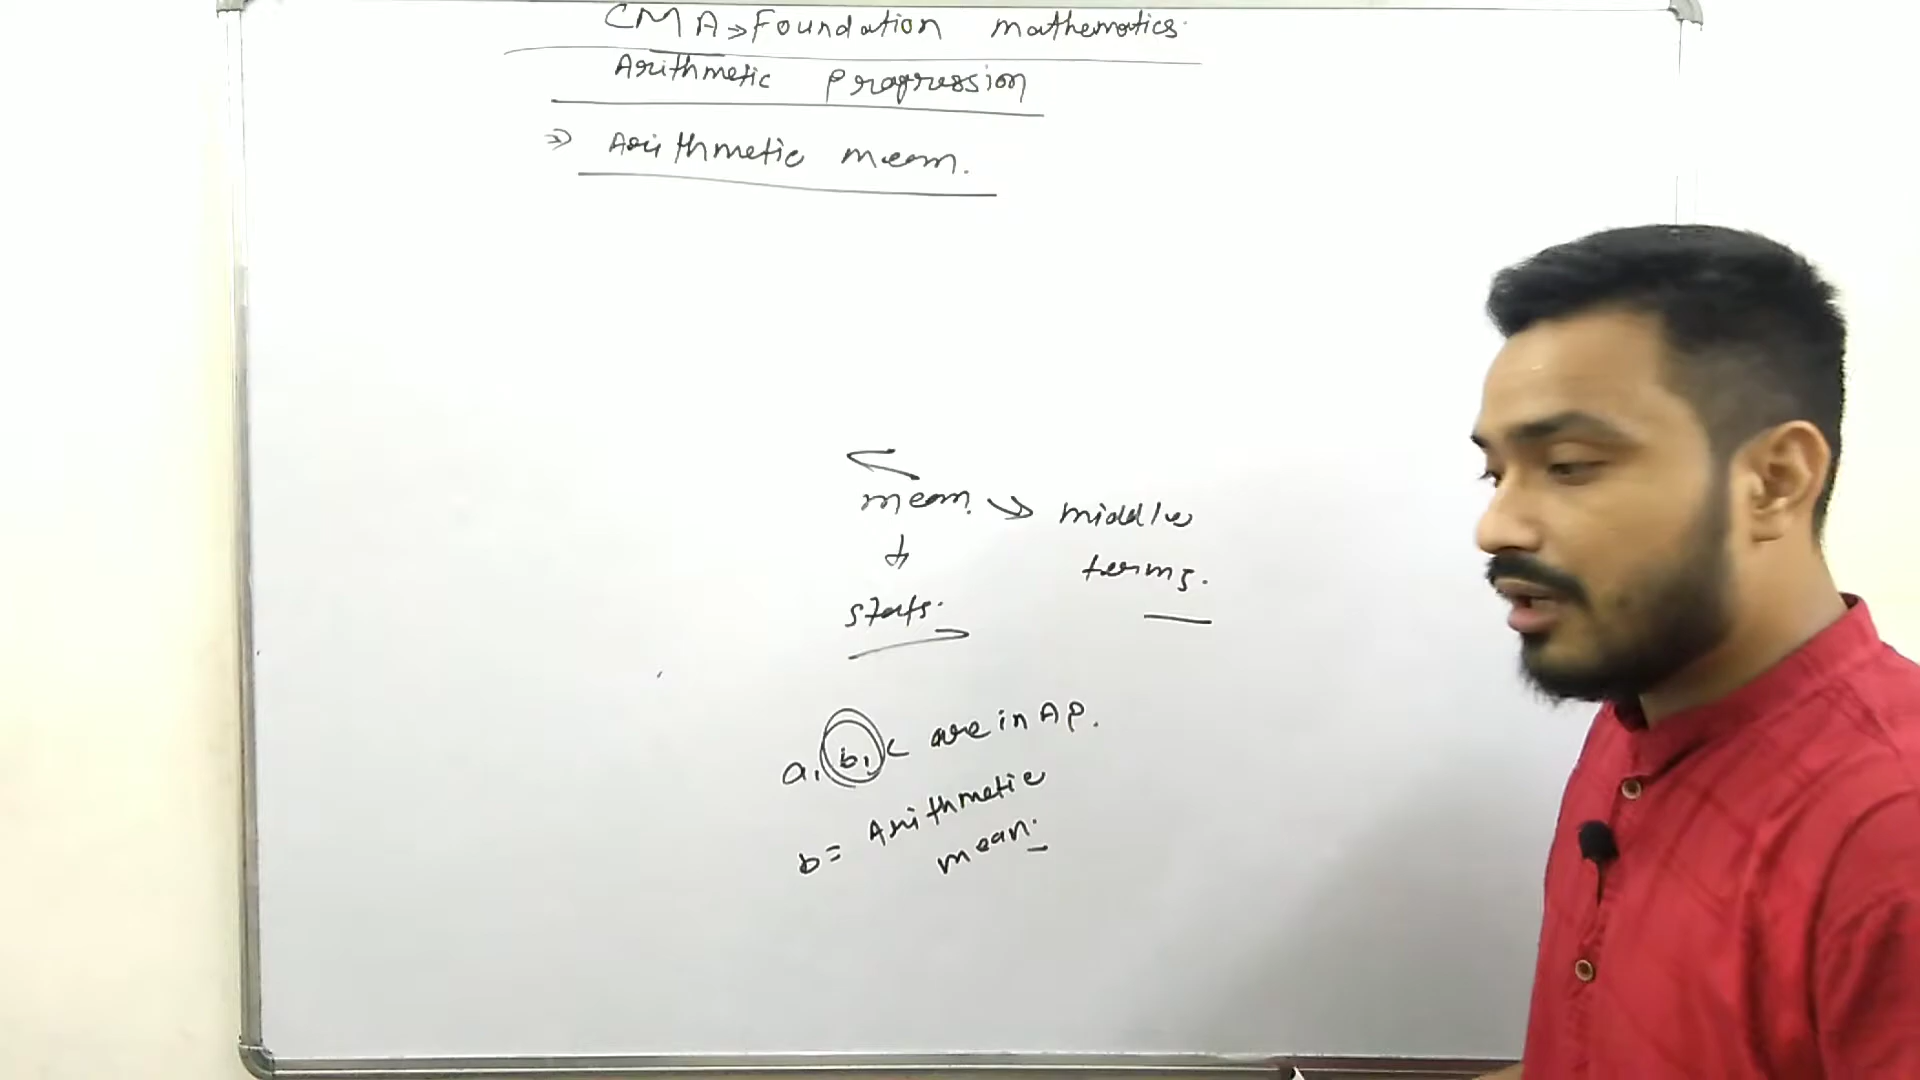 CMA⇒Foundation mathematics.
Arithmetic Progression
⇒ Arithmetic mean.
mean. → middle
terms.
↓
stats.
a, b, c are in AP.
b = Arithmetic
mean.